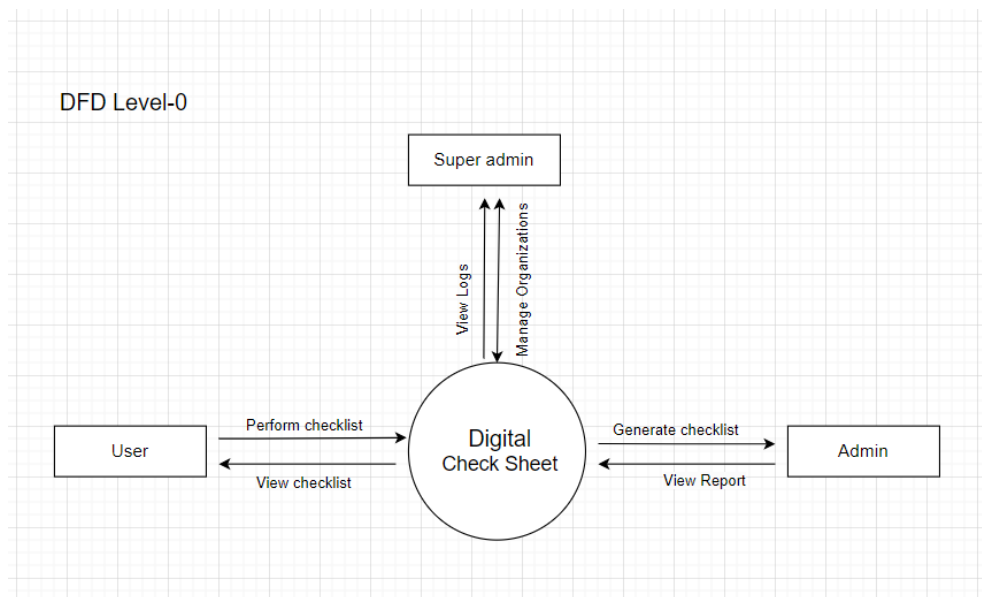 DFD Level-0
Super admin
View Logs
Manage Organizations
Perform checklist
Generate checklist
User
Digital
Check Sheet
Admin
View checklist
View Report